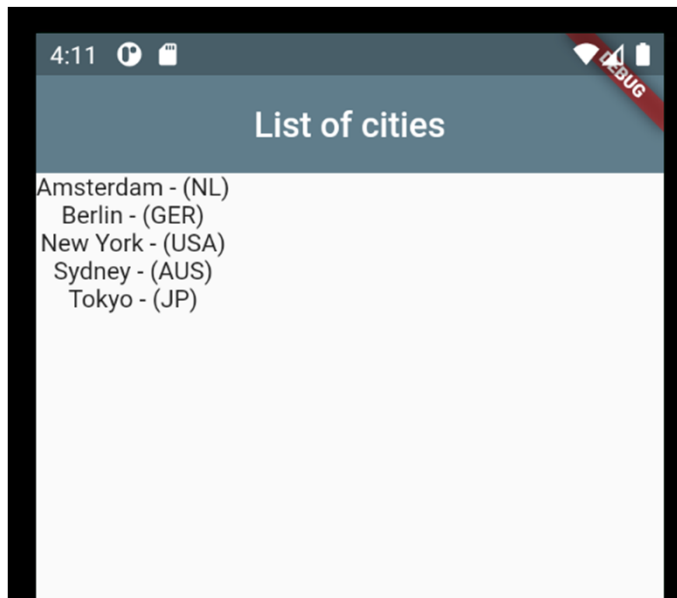 4:11
DEBUG
List of cities
Amsterdam - (NL)
Berlin - (GER)
New York - (USA)
Sydney - (AUS)
Tokyo - (JP)